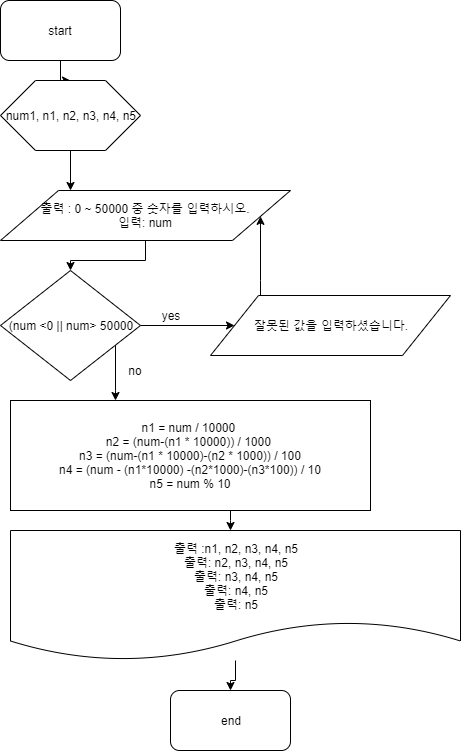 start
num1, n1, n2, n3, n4, n5
출력 : 0 ~ 50000 중 숫자를 입력하시오.
입력: num
(num <0 || num> 50000
yes
잘못된 값을 입력하셨습니다.
no
n1 = num / 10000
n2 = (num-(n1 * 10000)) / 1000
n3 = (num-(n1 * 10000)-(n2 * 1000)) / 100
n4 = (num - (n1*10000) -(n2*1000)-(n3*100)) / 10
n5 = num % 10
출력 :n1, n2, n3, n4, n5
출력: n2, n3, n4, n5
출력: n3, n4, n5
출력: n4, n5
출력: n5
end